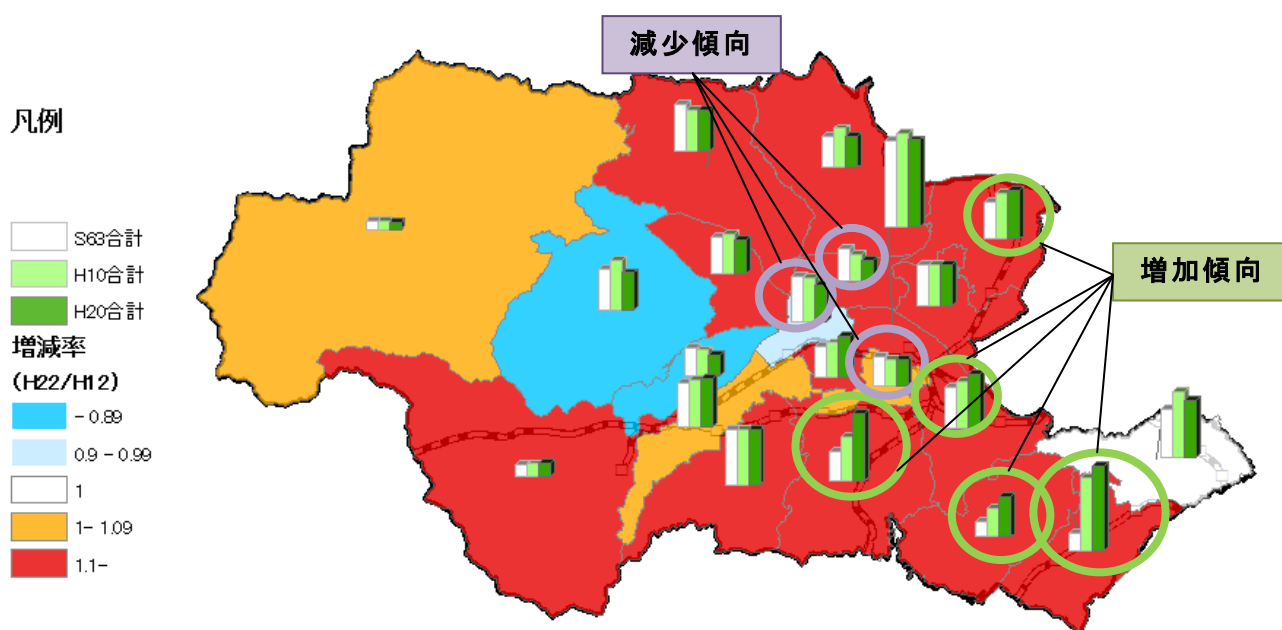 減少傾向
凡例
S63合計
H10合計
H20合計
増減率
(H22/H12)
- 0.89
0.9 - 0.99
1
1- 1.09
1.1-
増加傾向